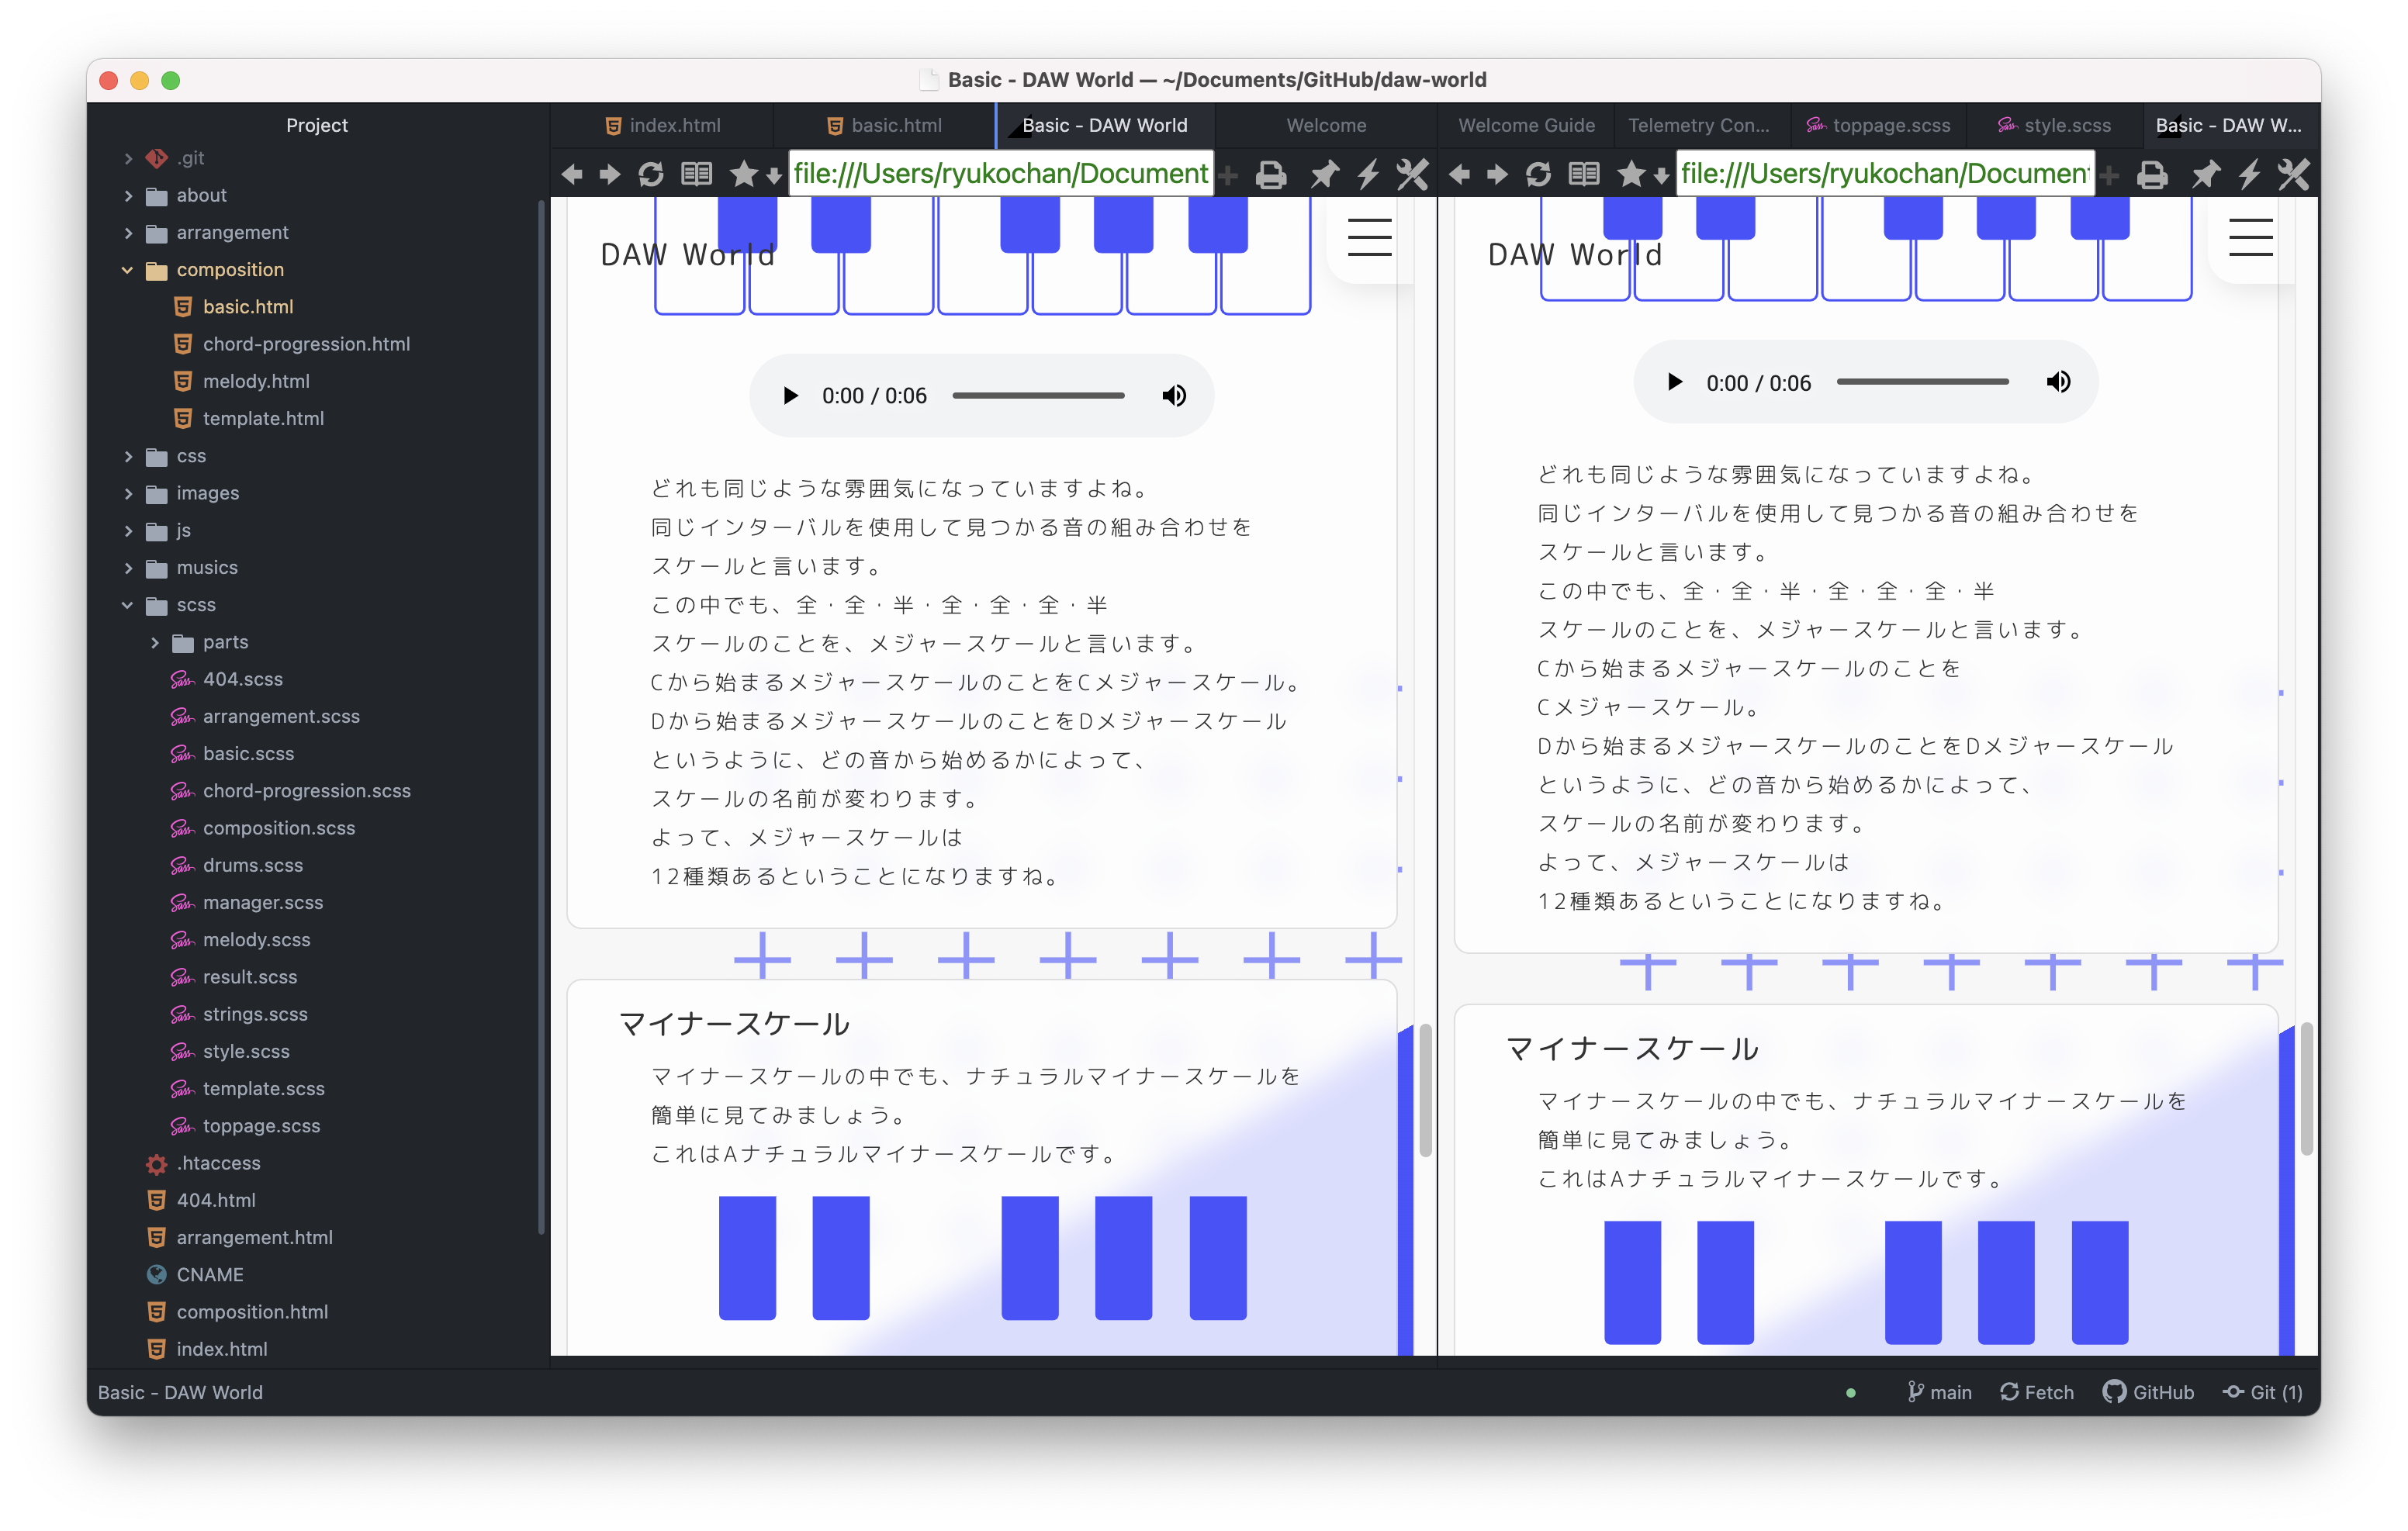 Basic - DAW World — ~/Documents/GitHub/daw-world
Project
.git
about
arrangement
composition
basic.html
chord-progression.html
melody.html
template.html
css
images
js
musics
scss
parts
404.scss
arrangement.scss
basic.scss
chord-progression.scss
composition.scss
drums.scss
manager.scss
melody.scss
result.scss
strings.scss
style.scss
template.scss
toppage.scss
.htaccess
404.html
arrangement.html
CNAME
composition.html
index.html
index.html
basic.html
Basic - DAW World
Welcome
file:///Users/ryukochan/Document
DAW World
0:00 / 0:06
どれも同じような雰囲気になっていますよね。
同じインターバルを使用して見つかる音の組み合わせを
スケールと言います。
この中でも、全・全・半・全・全・全・半
スケールのことを、メジャースケールと言います。
Cから始まるメジャースケールのことをCメジャースケール。
Dから始まるメジャースケールのことをDメジャースケール
というように、どの音から始めるかによって、
スケールの名前が変わります。
よって、メジャースケールは
12種類あるということになりますね。
マイナースケール
マイナースケールの中でも、ナチュラルマイナースケールを
簡単に見てみましょう。
これはAナチュラルマイナースケールです。
Welcome Guide
Telemetry Con...
toppage.scss
style.scss
Basic - DAW W...
file:///Users/ryukochan/Document
DAW World
0:00 / 0:06
どれも同じような雰囲気になっていますよね。
同じインターバルを使用して見つかる音の組み合わせを
スケールと言います。
この中でも、全・全・半・全・全・全・半
スケールのことを、メジャースケールと言います。
Cから始まるメジャースケールのことを
Cメジャースケール。
Dから始まるメジャースケールのことをDメジャースケール
というように、どの音から始めるかによって、
スケールの名前が変わります。
よって、メジャースケールは
12種類あるということになりますね。
マイナースケール
マイナースケールの中でも、ナチュラルマイナースケールを
簡単に見てみましょう。
これはAナチュラルマイナースケールです。
Basic - DAW World
main
Fetch
GitHub
Git (1)